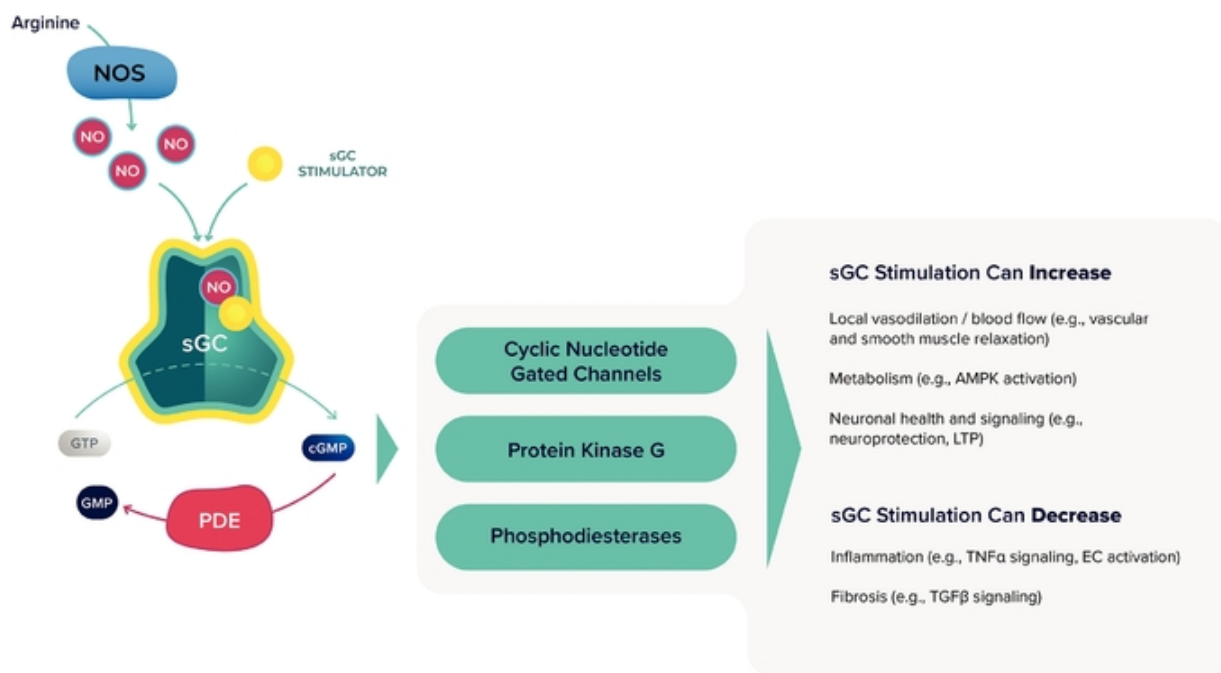 Arginine
NOS
NO
NO
NO
sGC
STIMULATOR
NO
sGC
GTP
cGMP
GMP
PDE
Cyclic Nucleotide
Gated Channels
Protein Kinase G
Phosphodiesterases
sGC Stimulation Can Increase
Local vasodilation / blood flow (e.g., vascular
and smooth muscle relaxation)
Metabolism (e.g., AMPK activation)
Neuronal health and signaling (e.g.,
neuroprotection, LTP)
sGC Stimulation Can Decrease
Inflammation (e.g., TNFα signaling, EC activation)
Fibrosis (e.g., TGFβ signaling)